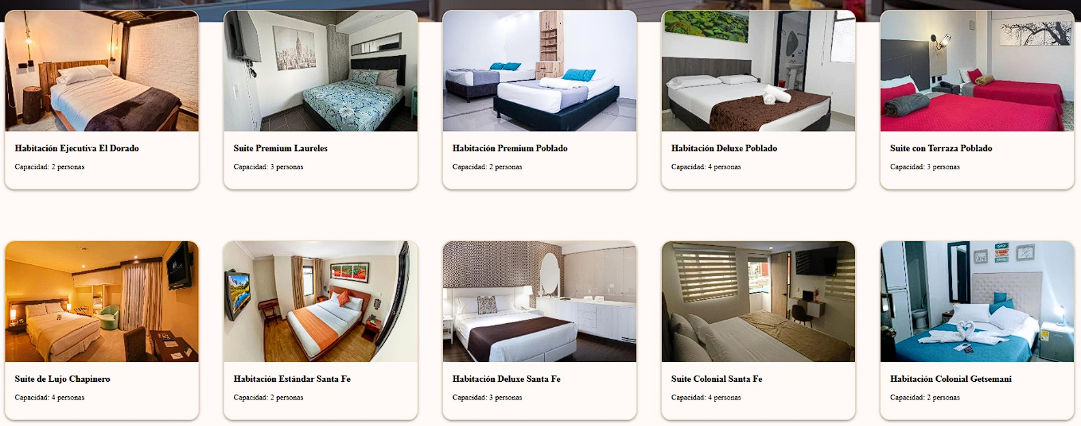 Habitación Ejecutiva El Dorado
Capacidad: 2 personas
Suite Premium Laureles
Capacidad: 3 personas
Habitación Premium Poblado
Capacidad: 2 personas
Habitación Deluxe Poblado
Capacidad: 4 personas
Suite con Terraza Poblado
Capacidad: 3 personas
Suite de Lujo Chapinero
Capacidad: 4 personas
Habitación Estándar Santa Fe
Capacidad: 2 personas
Habitación Deluxe Santa Fe
Capacidad: 3 personas
Suite Colonial Santa Fe
Capacidad: 4 personas
Habitación Colonial Getsemaní
Capacidad: 2 personas